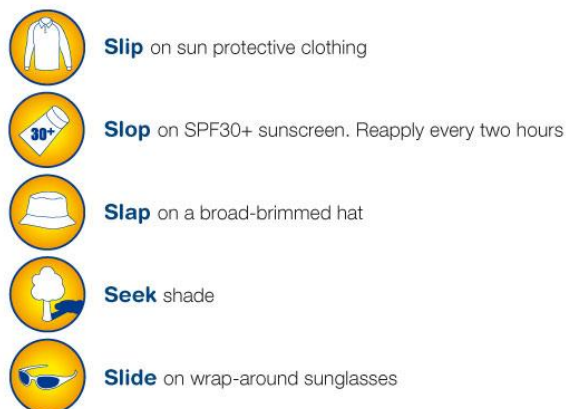 Slip on sun protective clothing
30+
Slop on SPF30+ sunscreen. Reapply every two hours
Slap on a broad-brimmed hat
Seek shade
Slide on wrap-around sunglasses